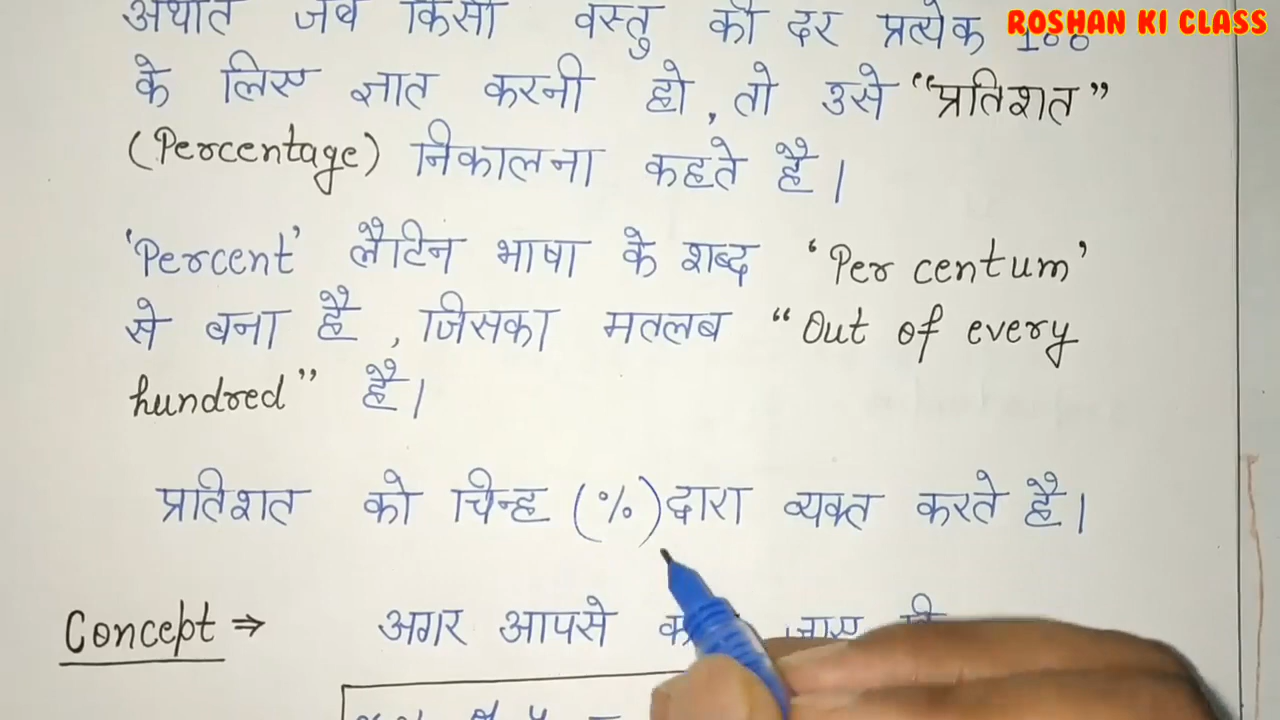 ROSHAN KI CLASS
अर्थात जब किसी वस्तु की दर प्रत्येक 100
के लिए ज्ञात करनी हो, तो उसे "प्रतिशत"
(Percentage) निकालना कहते है।
'Percent' लैटिन भाषा के शब्द 'Per centum'
से बना है, जिसका मतलब "Out of every
hundred" है।
प्रतिशत को चिन्ह (%) द्वारा व्यक्त करते है।
Concept ⇒ अगर आपसे